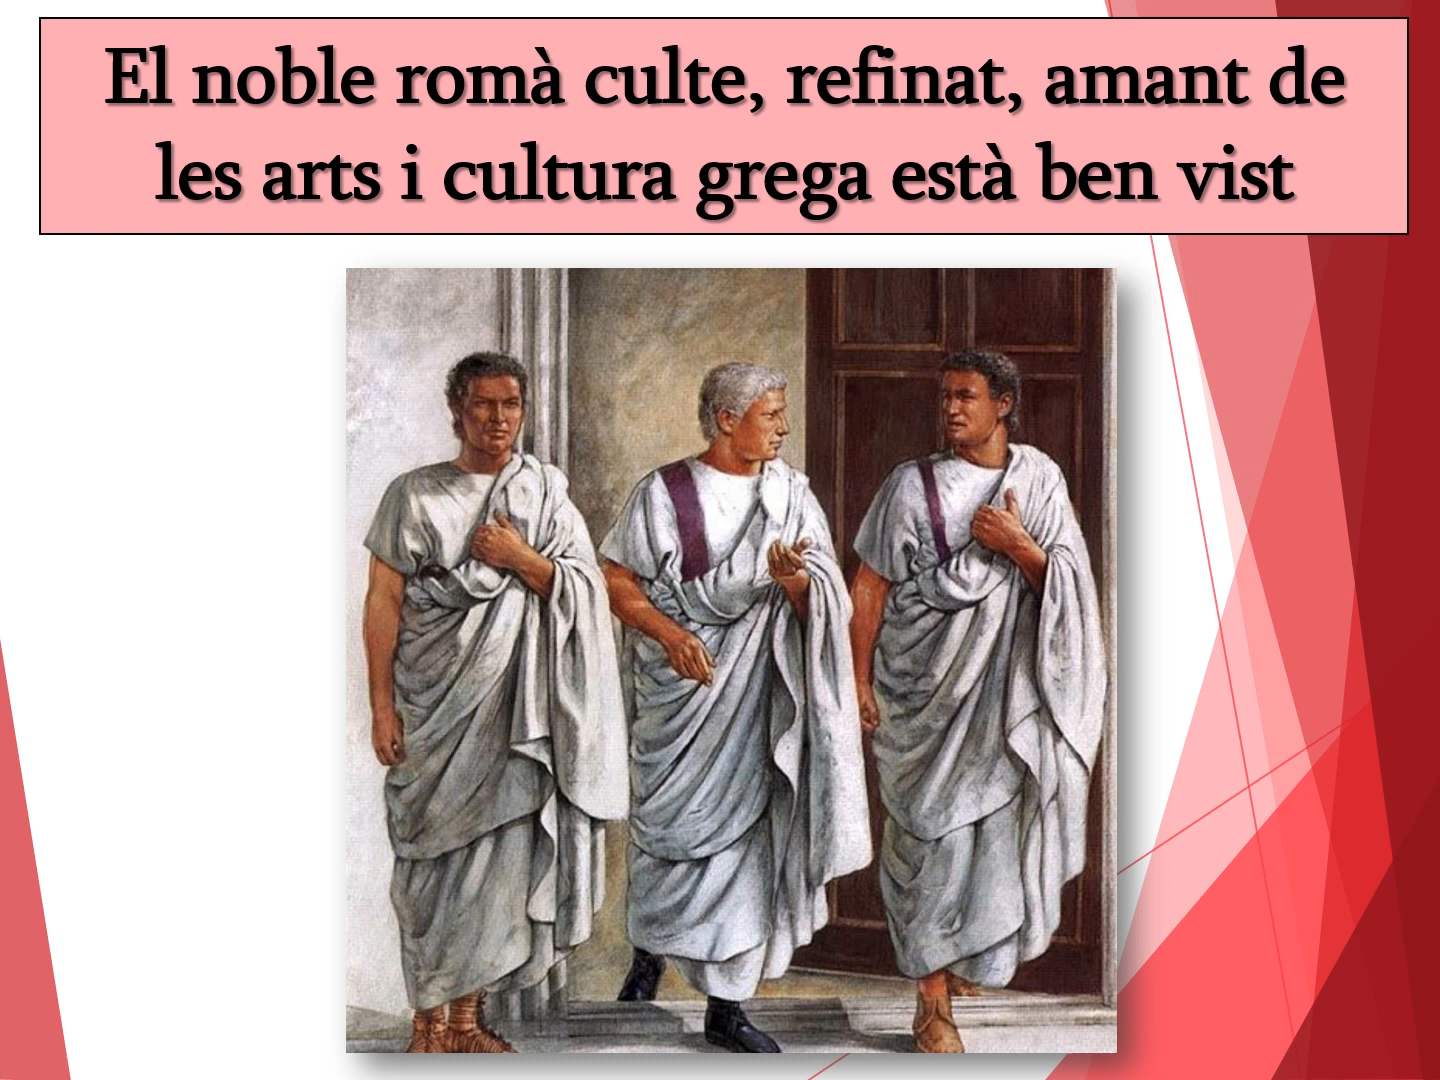 El noble romà culte, refinat, amant de
les arts i cultura grega està ben vist